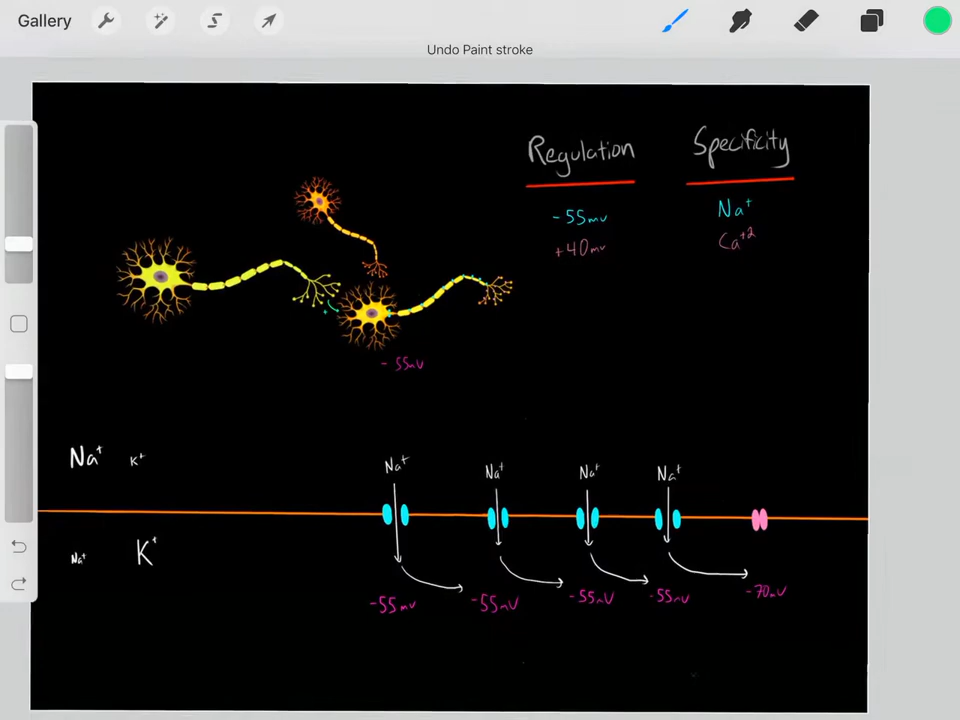 Gallery
Undo Paint stroke
Regulation Specificity
-55mv Na⁺
+40mv Ca⁺²
+
-55mV
Na⁺ K⁺
Na⁺ Na⁺ Na⁺ Na⁺
Na⁺ K⁺
-55mv -55mV -55mV -55mV -70mV